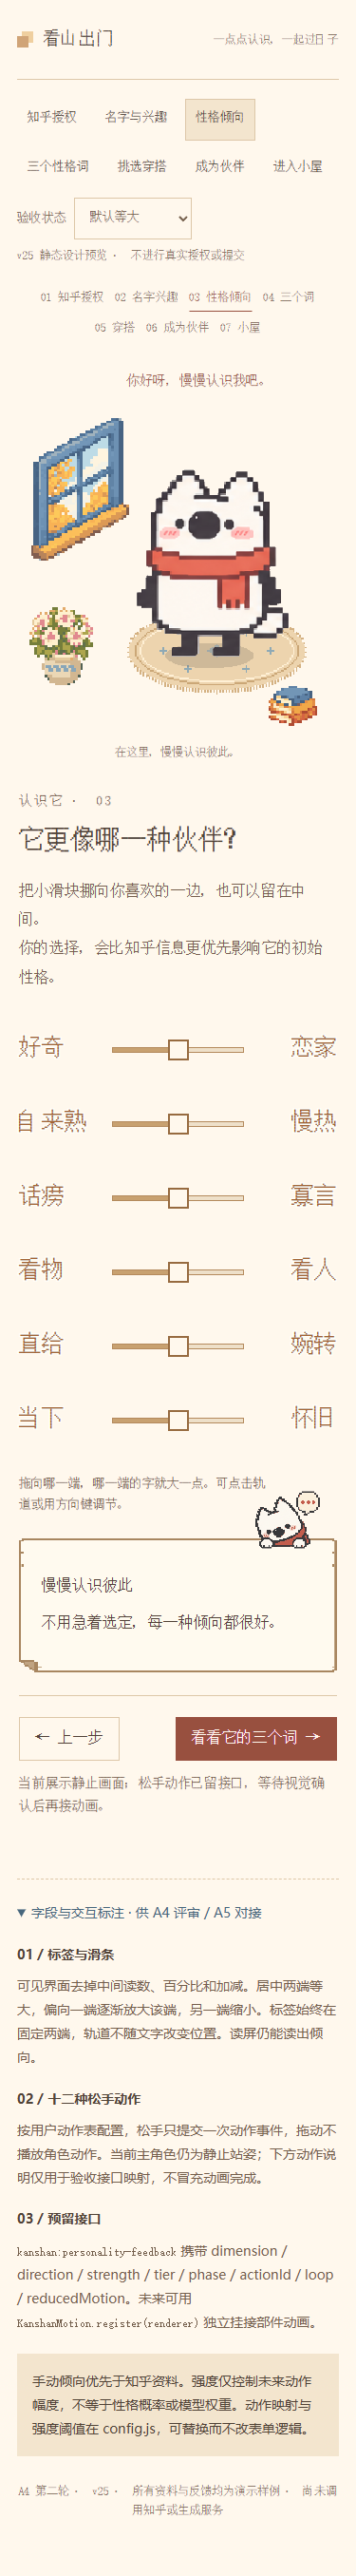 看山出门
一点点认识，一起过日子
知乎授权 名字与兴趣 性格倾向
三个性格词 挑选穿搭 成为伙伴 进入小屋
验收状态 默认等大
v25 静态设计预览 · 不进行真实授权或提交
01 知乎授权 02 名字兴趣 03 性格倾向 04 三个词
05 穿搭 06 成为伙伴 07 小屋
你好呀，慢慢认识我吧。
在这里，慢慢认识彼此。
认识它 · 03
它更像哪一种伙伴？
把小滑块挪向你喜欢的一边，也可以留在中
间。
你的选择，会比知乎信息更优先影响它的初始
性格。
好奇 恋家
自来熟 慢热
话痨 寡言
看物 看人
直给 婉转
当下 怀旧
拖向哪一端，哪一端的字就大一点。可点击轨
道或用方向键调节。
慢慢认识彼此
不用急着选定，每一种倾向都很好。
← 上一步 看看它的三个词 →
当前展示静止画面；松手动作已留接口，等待视觉确
认后再接动画。
▼ 字段与交互标注 · 供 A4 评审 / A5 对接
01 / 标签与滑条
可见界面去掉中间读数、百分比和加减。居中两端等
大，偏向一端逐渐放大该端，另一端缩小。标签始终在
固定两端，轨道不随文字改变位置。读屏仍能读出倾
向。
02 / 十二种松手动作
按用户动作表配置，松手只提交一次动作事件，拖动不
播放角色动作。当前主角色仍为静止站姿；下方动作说
明仅用于验收接口映射，不冒充动画完成。
03 / 预留接口
kanshan:personality-feedback 携带 dimension /
direction / strength / tier / phase / actionId / loop
/ reducedMotion。未来可用
KanshanMotion.register(renderer) 独立挂接部件动画。
手动倾向优先于知乎资料。强度仅控制未来动作
幅度，不等于性格概率或模型权重。动作映射与
强度阈值在 config.js，可替换而不改表单逻辑。
A4 第二轮 · v25 · 所有资料与反馈均为演示样例 · 尚未调
用知乎或生成服务